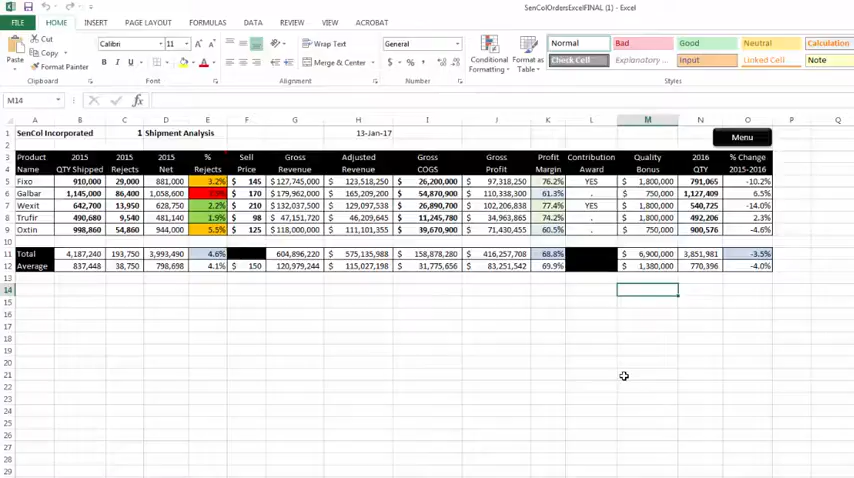 SenColOrdersExcelFINAL (1) - Excel
FILE HOME INSERT PAGE LAYOUT FORMULAS DATA REVIEW VIEW ACROBAT
Cut
Copy
Format Painter
Paste
Clipboard
Calibri 11
B I U
Font
Wrap Text
Merge & Center
Alignment
General
$ % ,
Number
Conditional Formatting
Format as Table
Normal Bad Good Neutral Calculation
Check Cell Explanatory ... Input Linked Cell Note
Styles
M14 fx
A B C D E F G H I J K L M N O P Q
1 SenCol Incorporated 1 Shipment Analysis 13-Jan-17 Menu
2
3 Product 2015 2015 2015 % Sell Gross Adjusted Gross Gross Profit Contribution Quality 2016 % Change
4 Name QTY Shipped Rejects Net Rejects Price Revenue Revenue COGS Profit Margin Award Bonus QTY 2015-2016
5 Fixo 910,000 29,000 881,000 3.2% $ 145 $ 127,745,000 $ 123,518,250 $ 26,200,000 $ 97,318,250 76.2% YES $ 1,800,000 791,065 -10.2%
6 Galbar 1,145,000 86,400 1,058,600 $ 170 $ 179,962,000 $ 165,209,200 $ 54,870,900 $ 110,338,300 61.3% . $ 750,000 1,127,409 6.5%
7 Wexit 642,700 13,950 628,750 2.2% $ 210 $ 132,037,500 $ 129,097,538 $ 26,890,700 $ 102,206,838 77.4% YES $ 1,800,000 540,725 -14.0%
8 Trufir 490,680 9,540 481,140 1.9% $ 98 $ 47,151,720 $ 46,209,645 $ 11,245,780 $ 34,963,865 74.2% . $ 1,800,000 492,206 2.3%
9 Oxtin 998,860 54,860 944,000 5.5% $ 125 $ 118,000,000 $ 111,101,355 $ 39,670,900 $ 71,430,455 60.5% . $ 750,000 900,576 -4.6%
10
11 Total 4,187,240 193,750 3,993,490 4.6% $ 604,896,220 $ 575,135,988 $ 158,878,280 $ 416,257,708 68.8% $ 6,900,000 3,851,981 -3.5%
12 Average 837,448 38,750 798,698 4.1% $ 150 $ 120,979,244 $ 115,027,198 $ 31,775,656 $ 83,251,542 69.9% $ 1,380,000 770,396 -4.0%
13
14
15
16
17
18
19
20
21
22
23
24
25
26
27
28
29